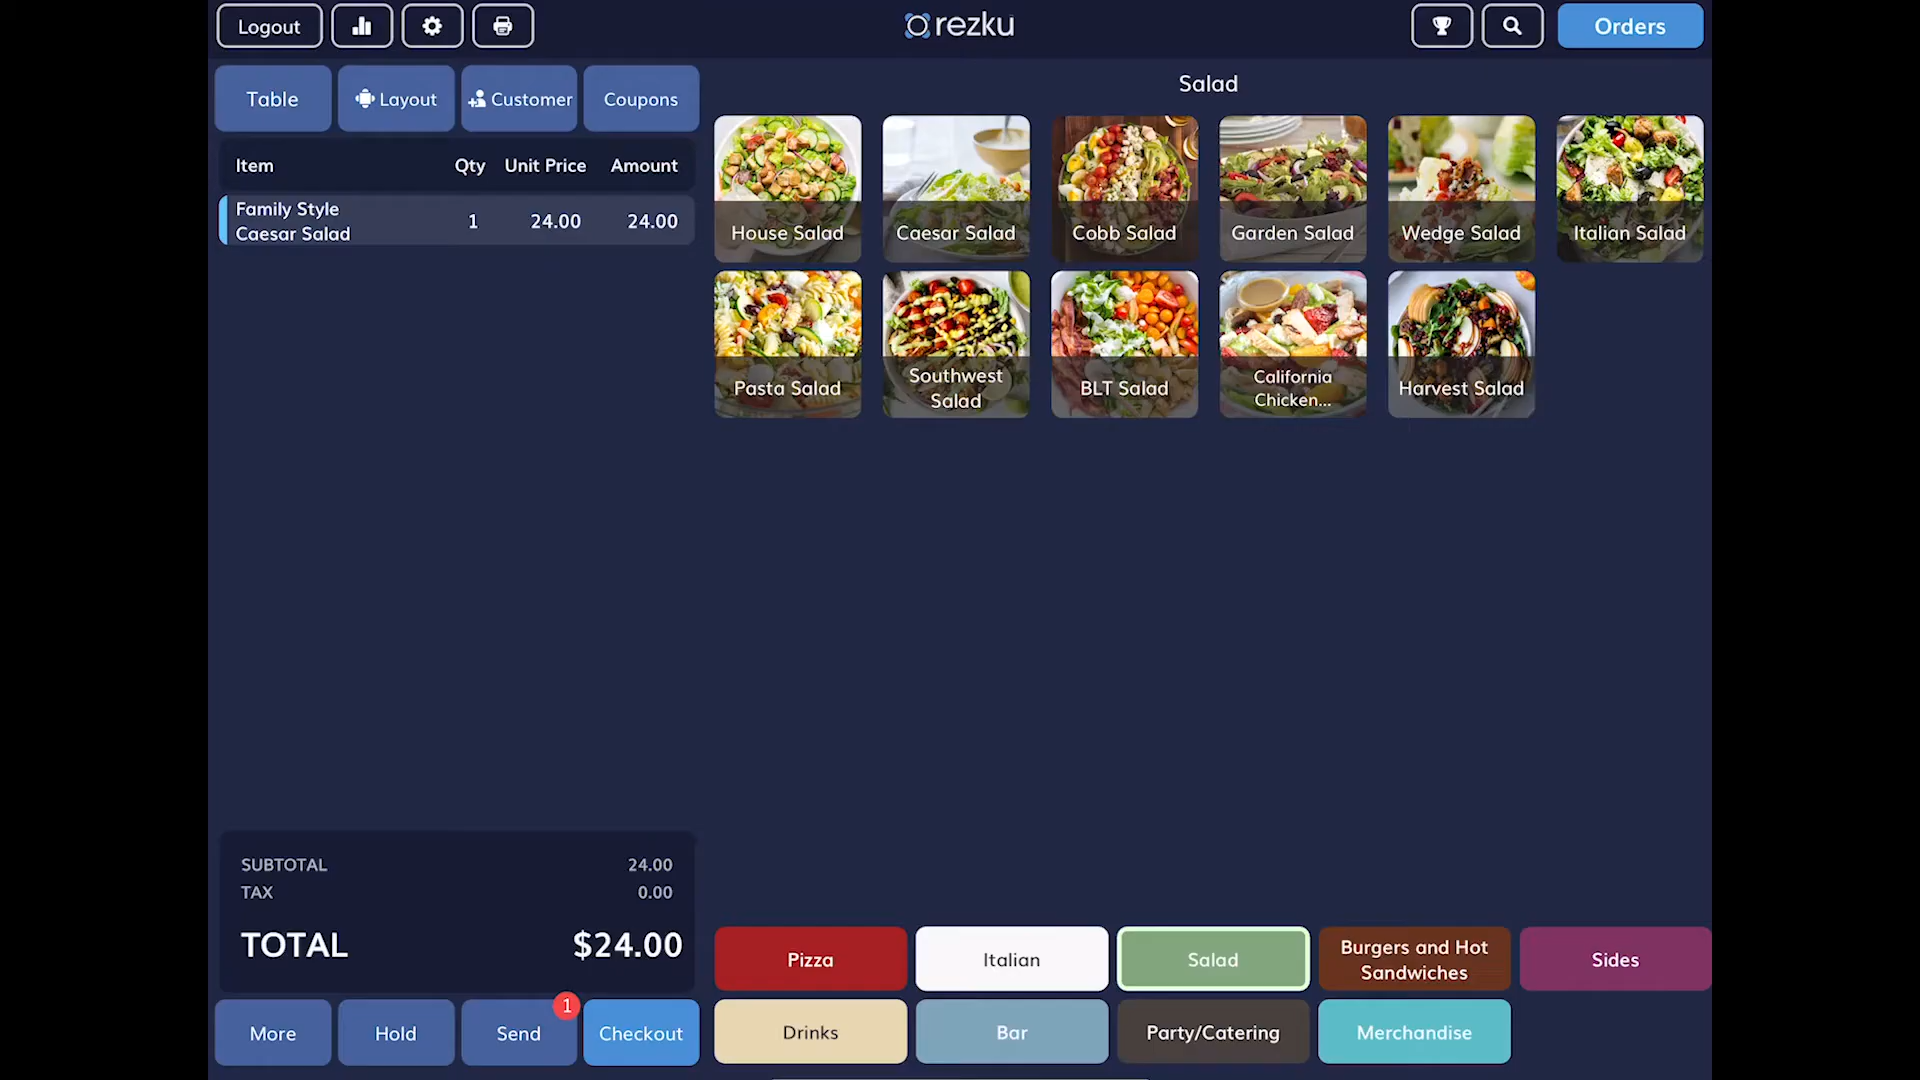 Logout
rezku
Orders
Table
Layout
Customer
Coupons
Salad
Item Qty Unit Price Amount
Family Style
Caesar Salad
1 24.00 24.00
House Salad
Caesar Salad
Cobb Salad
Garden Salad
Wedge Salad
Italian Salad
Pasta Salad
Southwest
Salad
BLT Salad
California
Chicken...
Harvest Salad
SUBTOTAL 24.00
TAX 0.00
TOTAL $24.00
Pizza
Italian
Salad
Burgers and Hot
Sandwiches
Sides
More
Hold
Send
1
Checkout
Drinks
Bar
Party/Catering
Merchandise